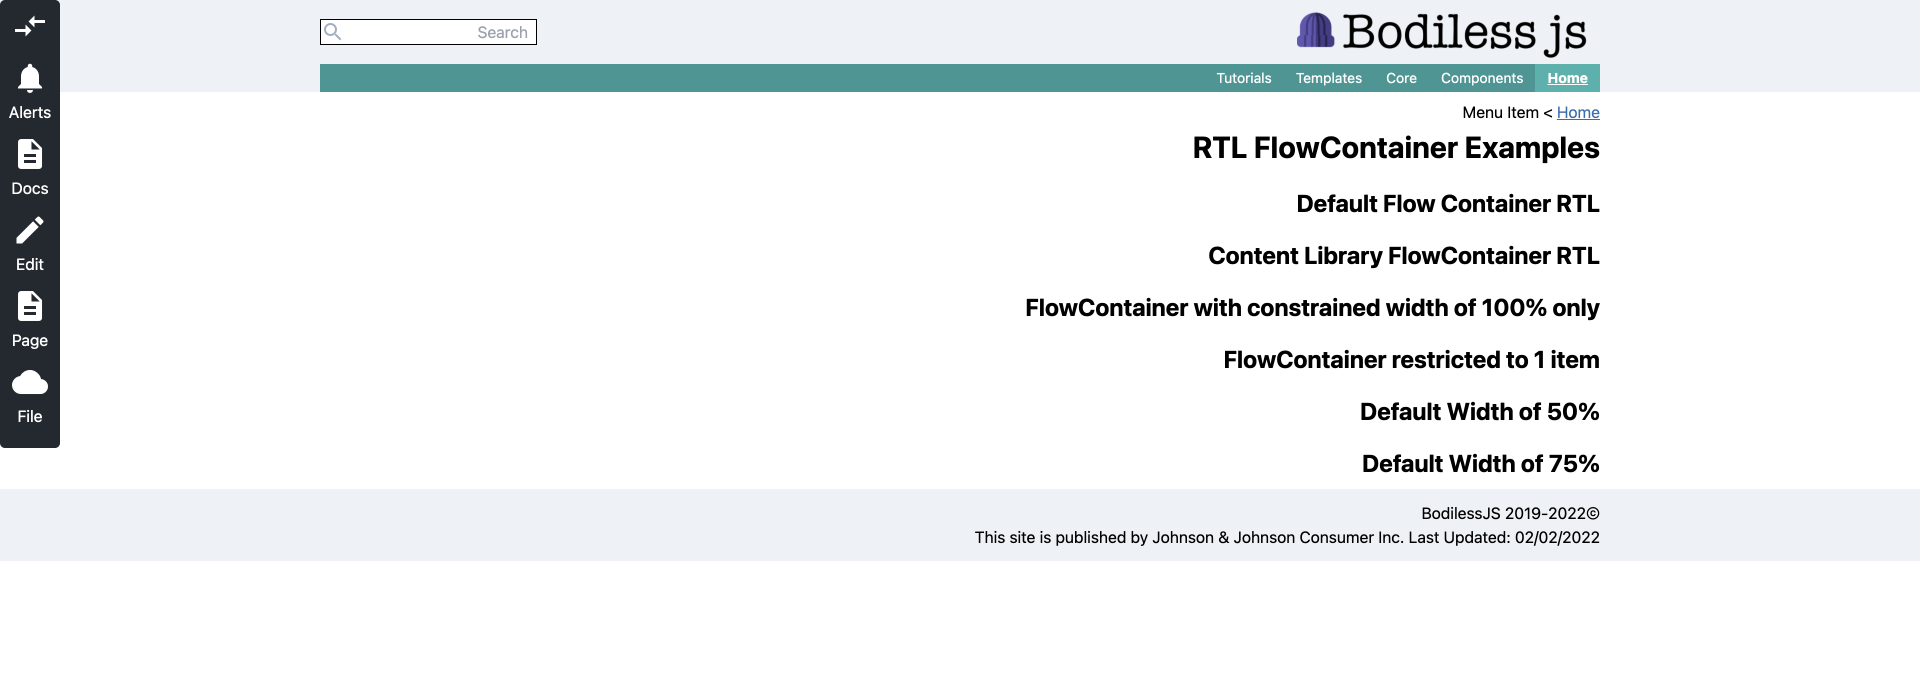 Search
Bodiless js
Tutorials Templates Core Components Home
Alerts
Docs
Edit
Page
File
Menu Item < Home
RTL FlowContainer Examples
Default Flow Container RTL
Content Library FlowContainer RTL
FlowContainer with constrained width of 100% only
FlowContainer restricted to 1 item
Default Width of 50%
Default Width of 75%
BodilessJS 2019-2022©
This site is published by Johnson & Johnson Consumer Inc. Last Updated: 02/02/2022